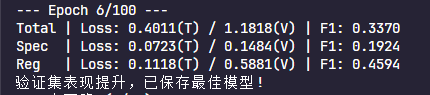 --- Epoch 6/100 ---
Total | Loss: 0.4011(T) / 1.1818(V) | F1: 0.3370
Spec  | Loss: 0.0723(T) / 0.1484(V) | F1: 0.1924
Reg   | Loss: 0.1118(T) / 0.5881(V) | F1: 0.4594
验证集表现提升，已保存最佳模型！